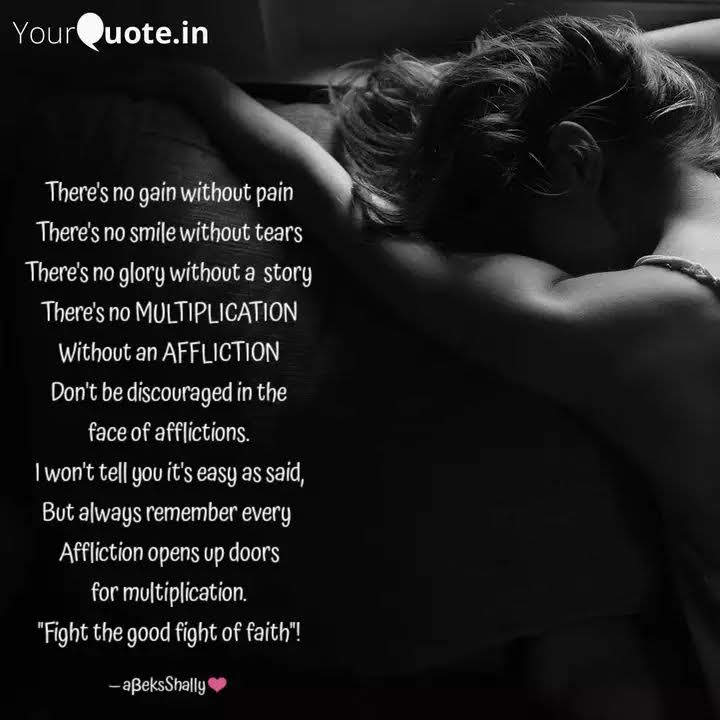 YourQuote.in
There's no gain without pain
There's no smile without tears
There's no glory without a story
There's no MULTIPLICATION
Without an AFFLICTION
Don't be discouraged in the
face of afflictions.
I won't tell you it's easy as said,
But always remember every
Affliction opens up doors
for multiplication.
"Fight the good fight of faith"!
—aβeksShally❤